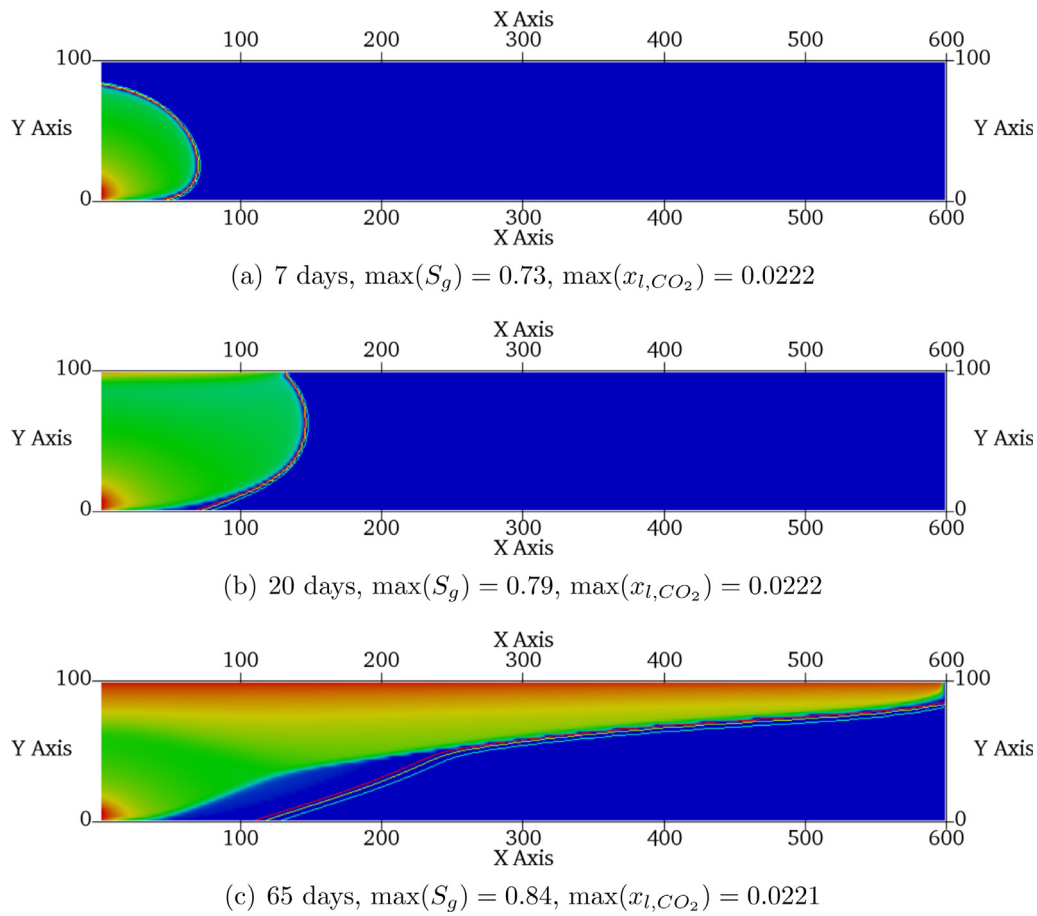 X Axis
100 200 300 400 500 600
100 100
Y Axis Y Axis
0 0
100 200 300 400 500 600
X Axis
(a) 7 days, max(S_g) = 0.73, max(x_{l,CO_2}) = 0.0222
X Axis
100 200 300 400 500 600
100 100
Y Axis Y Axis
0 0
100 200 300 400 500 600
X Axis
(b) 20 days, max(S_g) = 0.79, max(x_{l,CO_2}) = 0.0222
X Axis
100 200 300 400 500 600
100 100
Y Axis Y Axis
0 0
100 200 300 400 500 600
X Axis
(c) 65 days, max(S_g) = 0.84, max(x_{l,CO_2}) = 0.0221